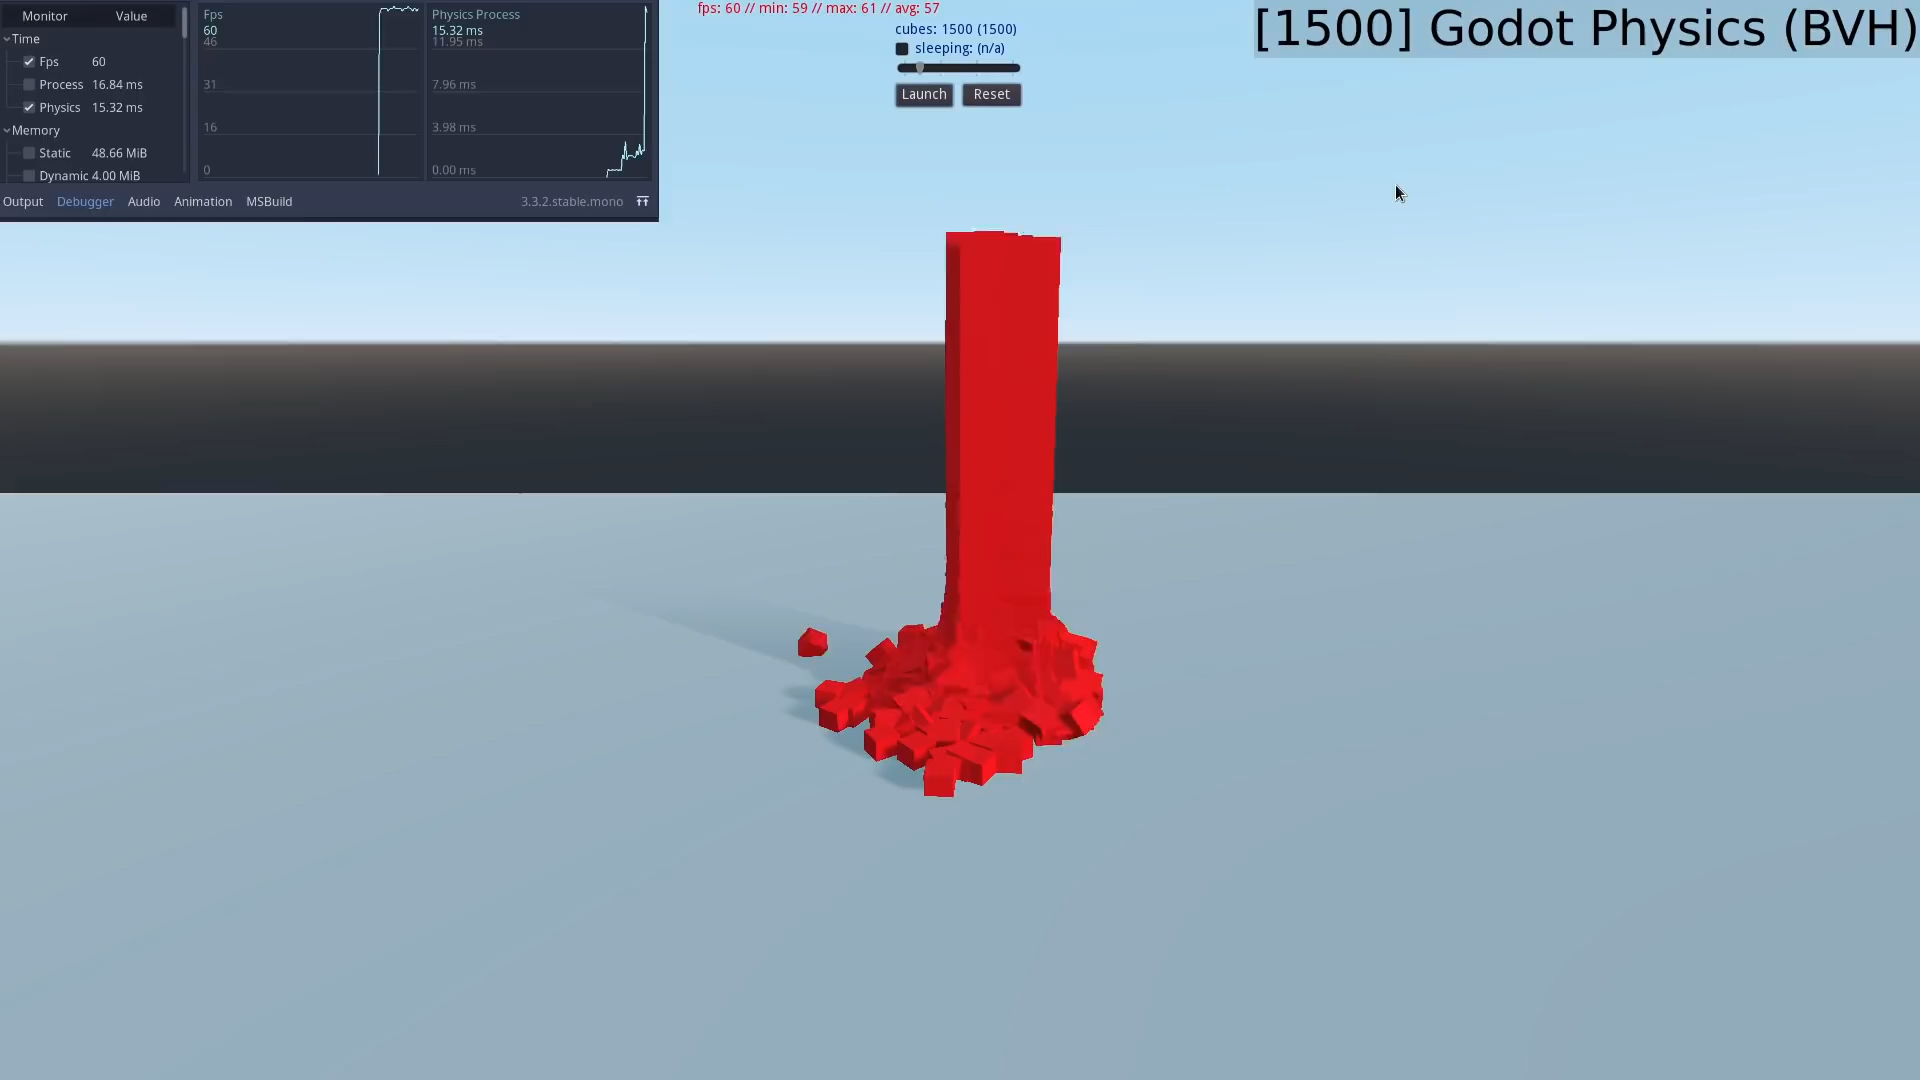 Monitor Value
Time
Fps 60
Process 16.84 ms
Physics 15.32 ms
Memory
Static 48.66 MiB
Dynamic 4.00 MiB
Fps
60
46
31
16
0
Physics Process
15.32 ms
11.95 ms
7.96 ms
3.98 ms
0.00 ms
Output Debugger Audio Animation MSBuild 3.3.2.stable.mono
fps: 60 // min: 59 // max: 61 // avg: 57
cubes: 1500 (1500)
sleeping: (n/a)
Launch Reset
[1500] Godot Physics (BVH)